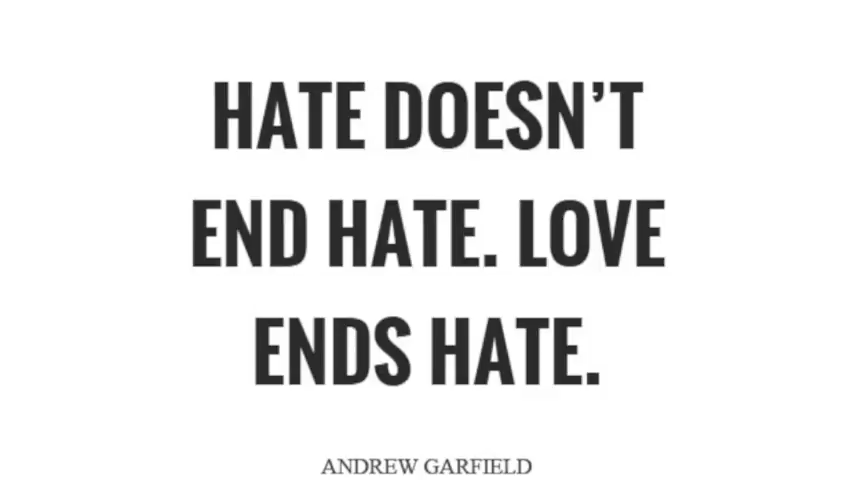 HATE DOESN’T
END HATE. LOVE
ENDS HATE.
ANDREW GARFIELD